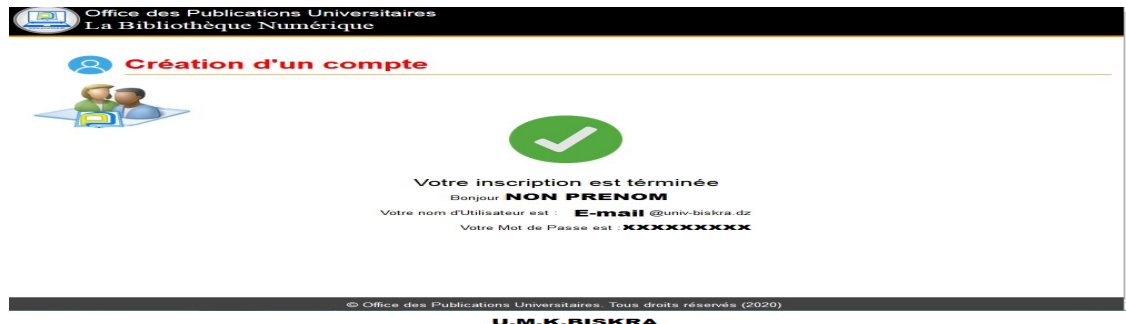 Office des Publications Universitaires
La Bibliothèque Numérique
Création d'un compte
Votre inscription est términée
Bonjour NON PRENOM
Votre nom d'Utilisateur est : E-mail @univ-biskra.dz
Votre Mot de Passe est : XXXXXXXXX
© Office des Publications Universitaires. Tous droits réservés (2020)
U.M.K.BISKRA